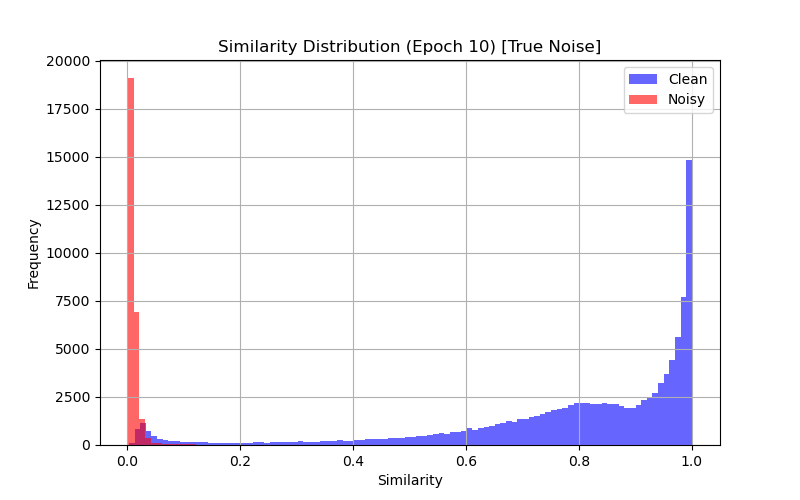 Similarity Distribution (Epoch 10) [True Noise]
Clean
Noisy
Frequency
20000
17500
15000
12500
10000
7500
5000
2500
0
0.0 0.2 0.4 0.6 0.8 1.0
Similarity